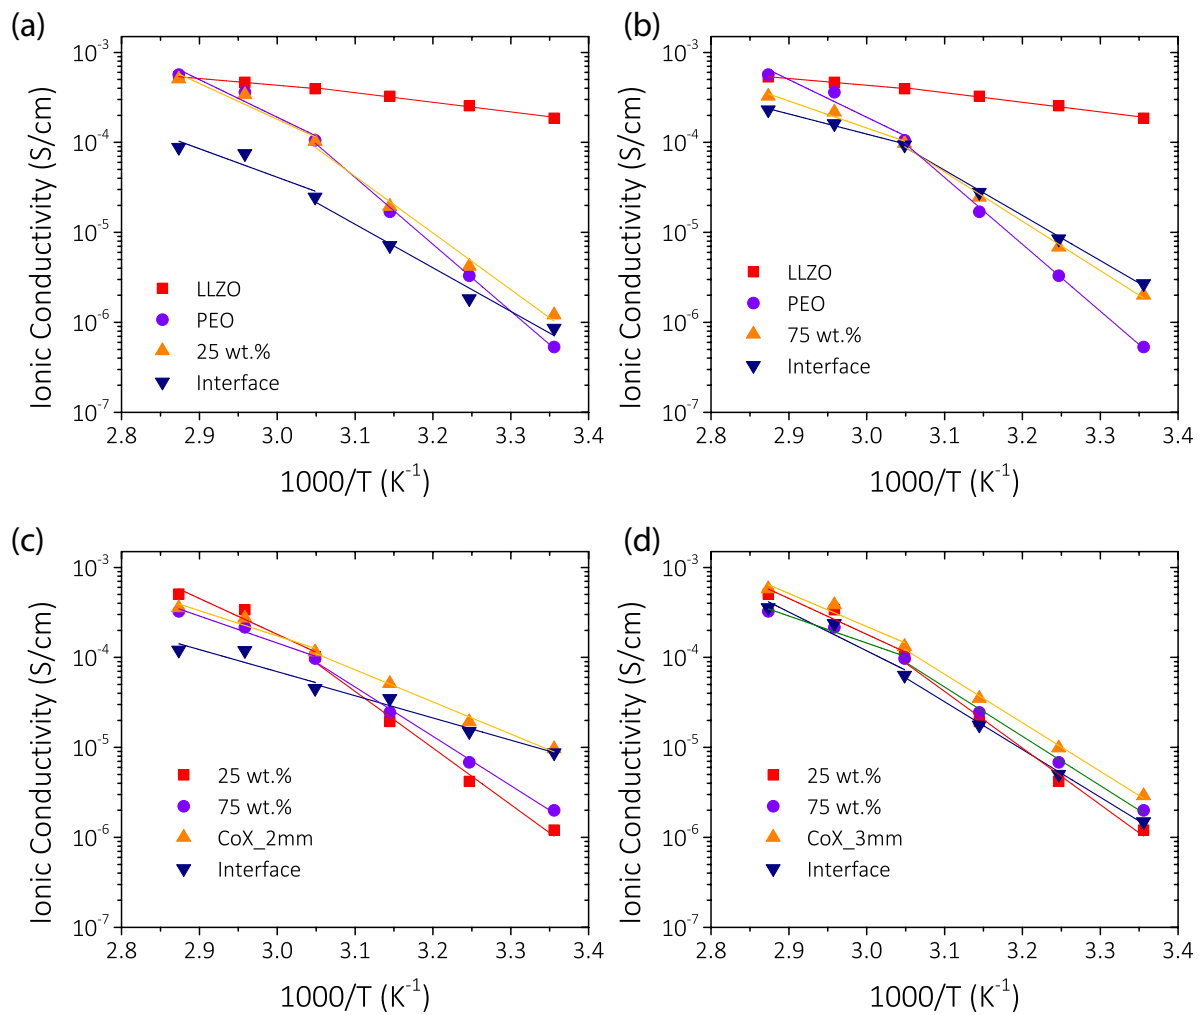 (a)
10⁻³
10⁻⁴
10⁻⁵
10⁻⁶
10⁻⁷
Ionic Conductivity (S/cm)
LLZO
PEO
25 wt.%
Interface
2.8 2.9 3.0 3.1 3.2 3.3 3.4
1000/T (K⁻¹)
(b)
10⁻³
10⁻⁴
10⁻⁵
10⁻⁶
10⁻⁷
Ionic Conductivity (S/cm)
LLZO
PEO
75 wt.%
Interface
2.8 2.9 3.0 3.1 3.2 3.3 3.4
1000/T (K⁻¹)
(c)
10⁻³
10⁻⁴
10⁻⁵
10⁻⁶
10⁻⁷
Ionic Conductivity (S/cm)
25 wt.%
75 wt.%
CoX_2mm
Interface
2.8 2.9 3.0 3.1 3.2 3.3 3.4
1000/T (K⁻¹)
(d)
10⁻³
10⁻⁴
10⁻⁵
10⁻⁶
10⁻⁷
Ionic Conductivity (S/cm)
25 wt.%
75 wt.%
CoX_3mm
Interface
2.8 2.9 3.0 3.1 3.2 3.3 3.4
1000/T (K⁻¹)